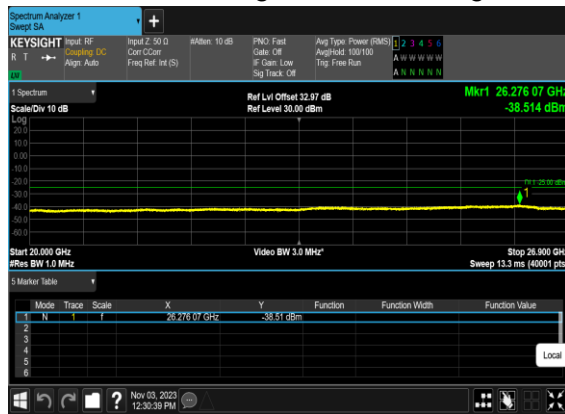 Spectrum Analyzer 1
Swept SA
+
KEYSIGHT Input: RF Input Z: 50 Ω #Atten: 10 dB PNO: Fast Avg Type: Power (RMS) 1 2 3 4 5 6
R T Coupling: DC Corr CCorr Gate: Off Avg|Hold: 100/100 A W W W W W
Align: Auto Freq Ref: Int (S) IF Gain: Low Trig: Free Run
Sig Track: Off A N N N N N
LW
1 Spectrum Ref Lvl Offset 32.97 dB Mkr1 26.276 07 GHz
Scale/Div 10 dB Ref Level 30.00 dBm -38.514 dBm
Log
20.0
10.0
0.00
-10.0
-20.0
DL1 -25.00 dBm
-30.0
1
-40.0
-50.0
-60.0
Start 20.000 GHz Video BW 3.0 MHz* Stop 26.900 GHz
#Res BW 1.0 MHz Sweep 13.3 ms (40001 pts
5 Marker Table
Mode Trace Scale X Y Function Function Width Function Value
1 N 1 f 26.276 07 GHz -38.51 dBm
2
3
4
5
6
Local
? Nov 03, 2023
12:30:39 PM